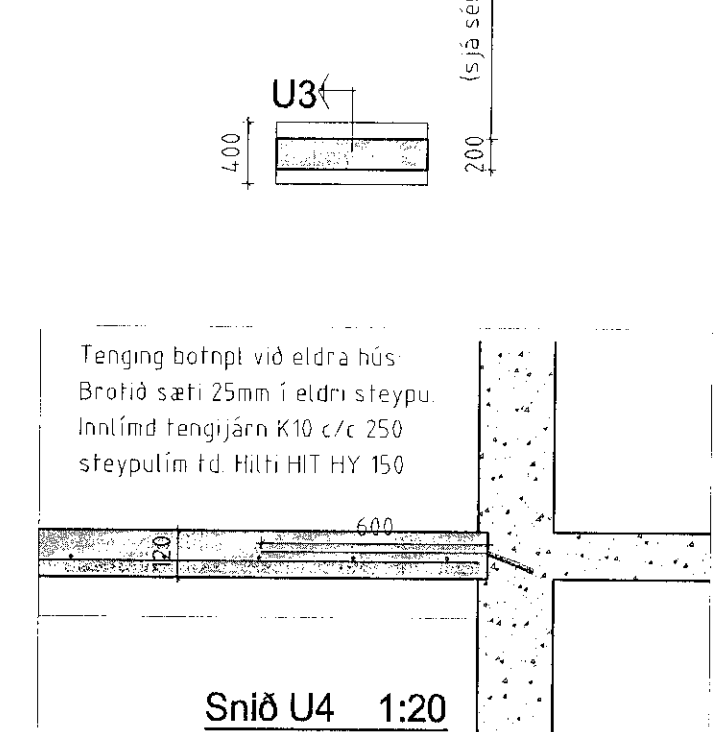 (sjá
U3
400
200
Tenging botnpl við eldra hús
Brotið sæti 25mm í eldri steypu.
Innlímd tengijárn K10 c/c 250
steypulím td. Hilti HIT HY 150
600
120
Snið U4 1:20